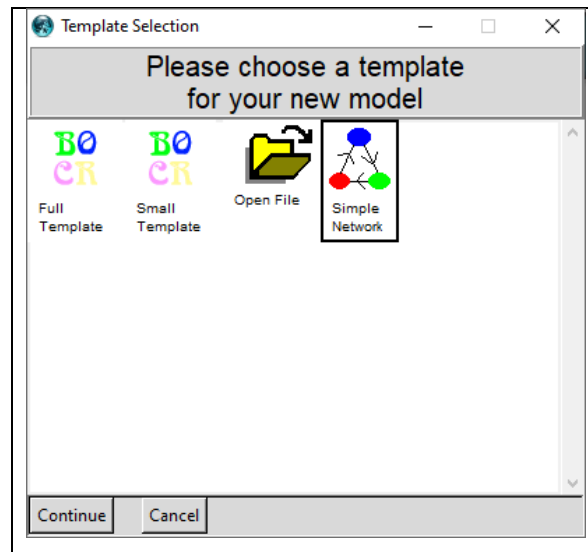 Template Selection
Please choose a template
for your new model
BO
CR
Full
Template
BO
CR
Small
Template
Open File
Simple
Network
Continue
Cancel